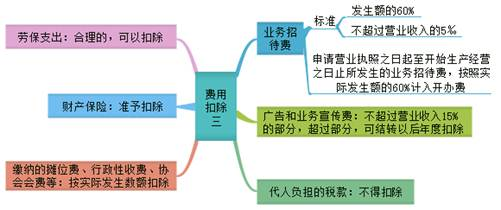 劳保支出：合理的，可以扣除
财产保险：准予扣除
缴纳的摊位费、行政性收费、协
会会费等：按实际发生数额扣除
费用
扣除
三
业务招
待费
标准
发生额的60%
不超过营业收入的5‰
申请营业执照之日起至开始生产经营
之日止所发生的业务招待费，按照实
际发生额的60%计入开办费
广告和业务宣传费：不超过营业收入15%
的部分，超过部分，可结转以后年度扣除
代人负担的税款：不得扣除